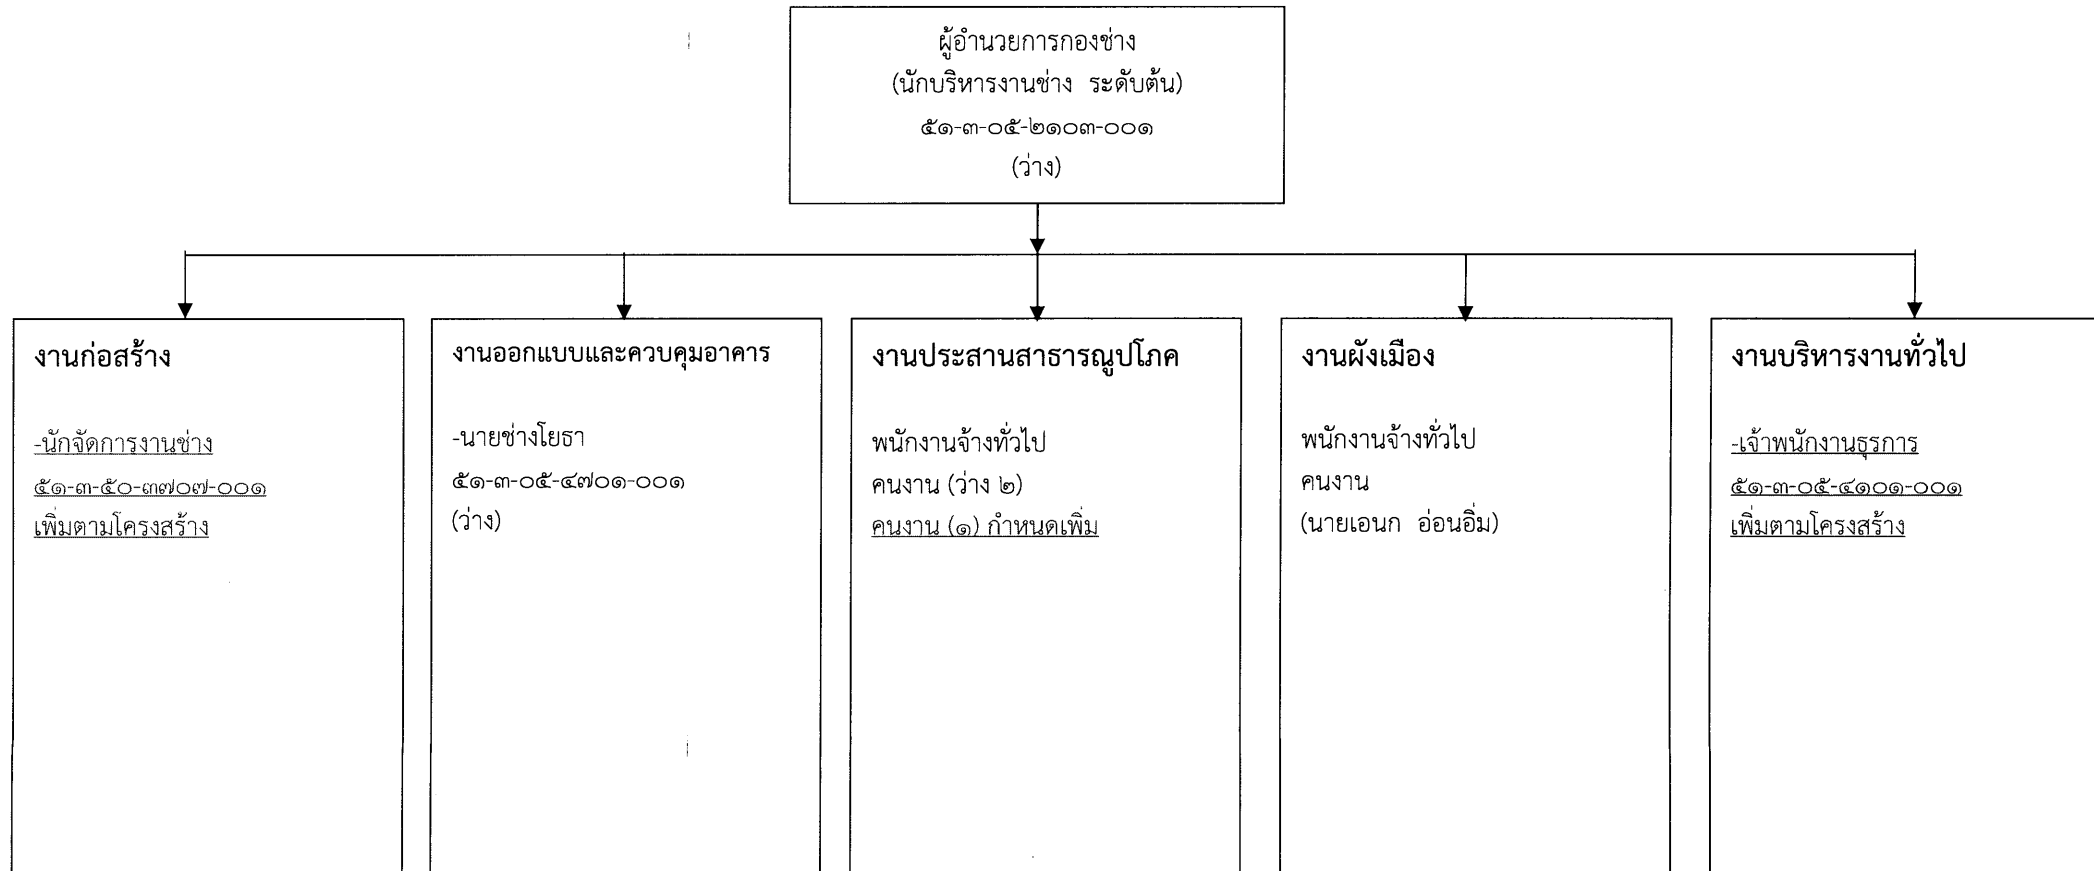 ผู้อำนวยการกองช่าง
(นักบริหารงานช่าง ระดับต้น)
๕๑-๓-๐๕-๒๑๐๓-๐๐๑
(ว่าง)
งานก่อสร้าง
-นักจัดการงานช่าง
๕๑-๓-๕๐-๓๗๐๗-๐๐๑
เพิ่มตามโครงสร้าง
งานออกแบบและควบคุมอาคาร
-นายช่างโยธา
๕๑-๓-๐๕-๔๗๐๑-๐๐๑
(ว่าง)
งานประสานสาธารณูปโภค
พนักงานจ้างทั่วไป
คนงาน (ว่าง ๒)
คนงาน (๑) กำหนดเพิ่ม
งานผังเมือง
พนักงานจ้างทั่วไป
คนงาน
(นายเอนก อ่อนอิ่ม)
งานบริหารงานทั่วไป
-เจ้าพนักงานธุรการ
๕๑-๓-๐๕-๔๑๐๑-๐๐๑
เพิ่มตามโครงสร้าง